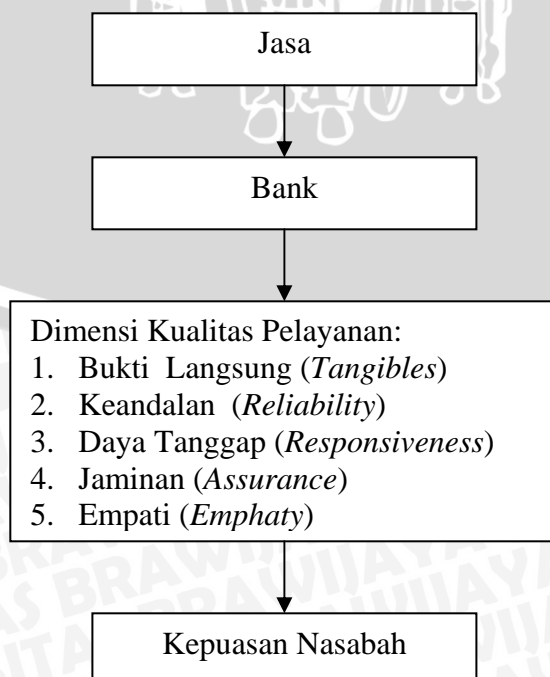 Jasa
Bank
Dimensi Kualitas Pelayanan:
1. Bukti Langsung (Tangibles)
2. Keandalan (Reliability)
3. Daya Tanggap (Responsiveness)
4. Jaminan (Assurance)
5. Empati (Emphaty)
Kepuasan Nasabah